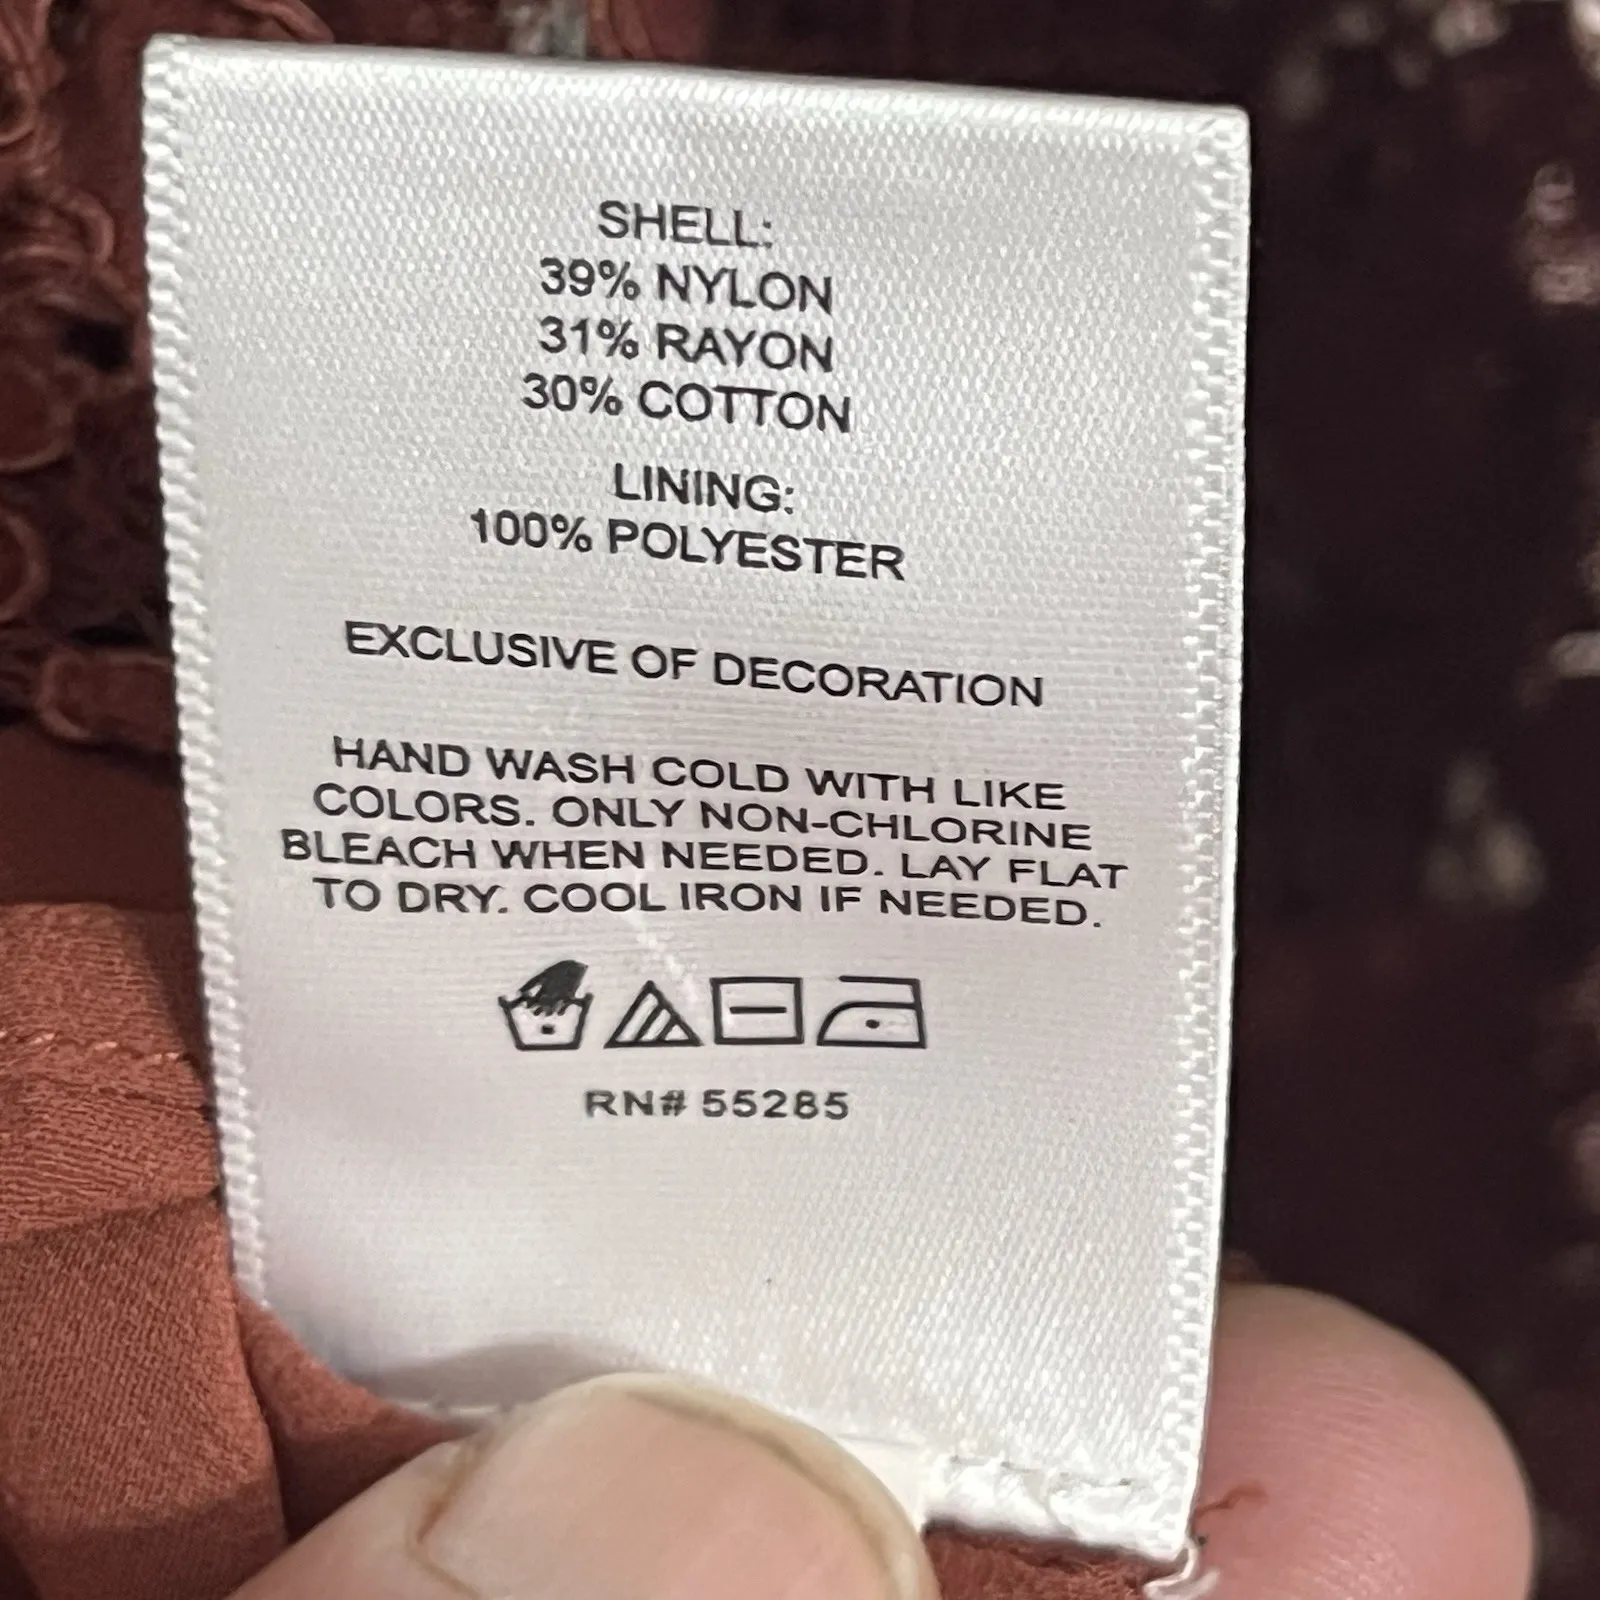 SHELL:
39% NYLON
31% RAYON
30% COTTON
LINING:
100% POLYESTER
EXCLUSIVE OF DECORATION
HAND WASH COLD WITH LIKE
COLORS. ONLY NON-CHLORINE
BLEACH WHEN NEEDED. LAY FLAT
TO DRY. COOL IRON IF NEEDED.
RN# 55285